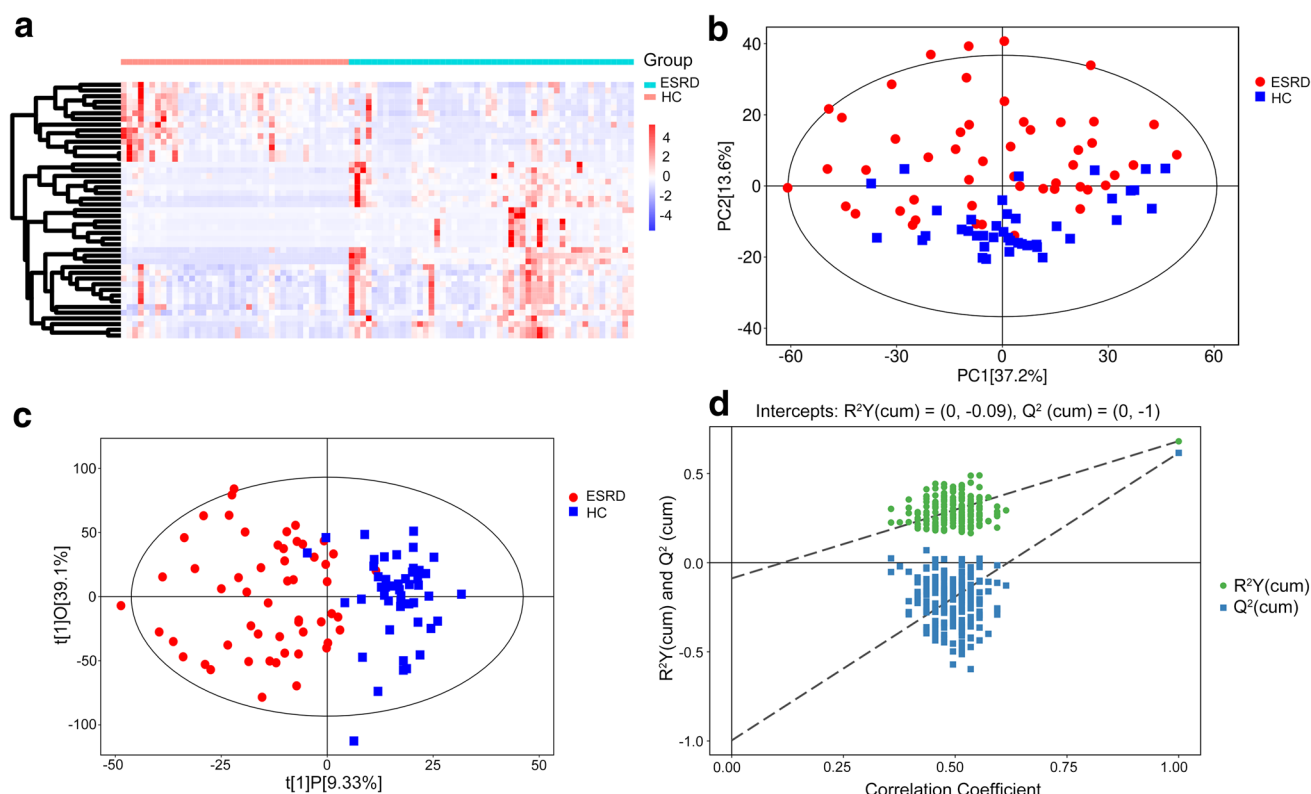 a
Group
ESRD
HC
4
2
0
-2
-4
b
40
20
0
-20
-40
PC2[13.6%]
-60
-30
0
30
60
PC1[37.2%]
ESRD
HC
c
100
50
0
-50
-100
t[1]O[39.1%]
-50
-25
0
25
50
t[1]P[9.33%]
ESRD
HC
d
Intercepts: R²Y(cum) = (0, -0.09), Q² (cum) = (0, -1)
0.5
0.0
-0.5
-1.0
R²Y(cum) and Q² (cum)
0.00
0.25
0.50
0.75
1.00
Correlation Coefficient
R²Y(cum)
Q²(cum)